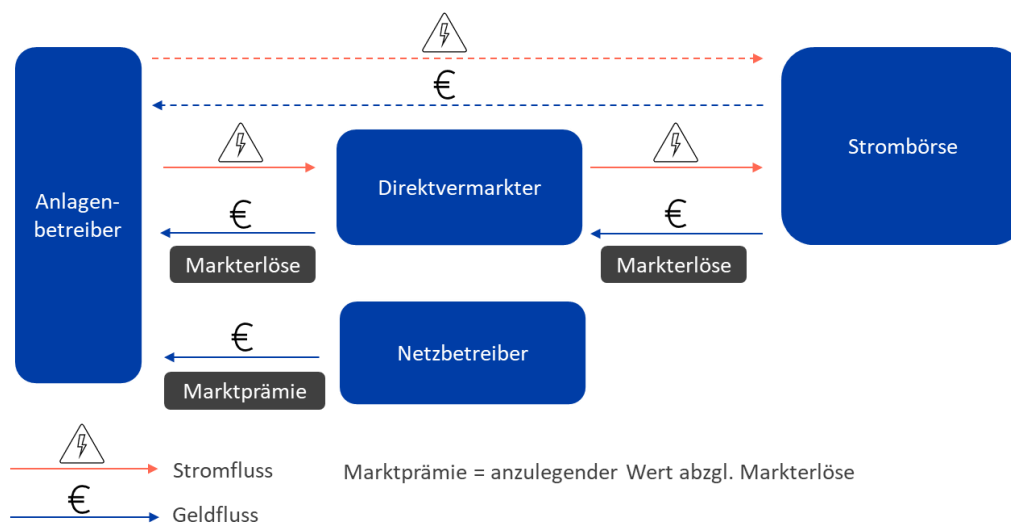 €
Strombörse
Anlagen-
betreiber
Direktvermarkter
€
€
Markterlöse
Markterlöse
€
Netzbetreiber
Marktprämie
Stromfluss
Marktprämie = anzulegender Wert abzgl. Markterlöse
€
Geldfluss